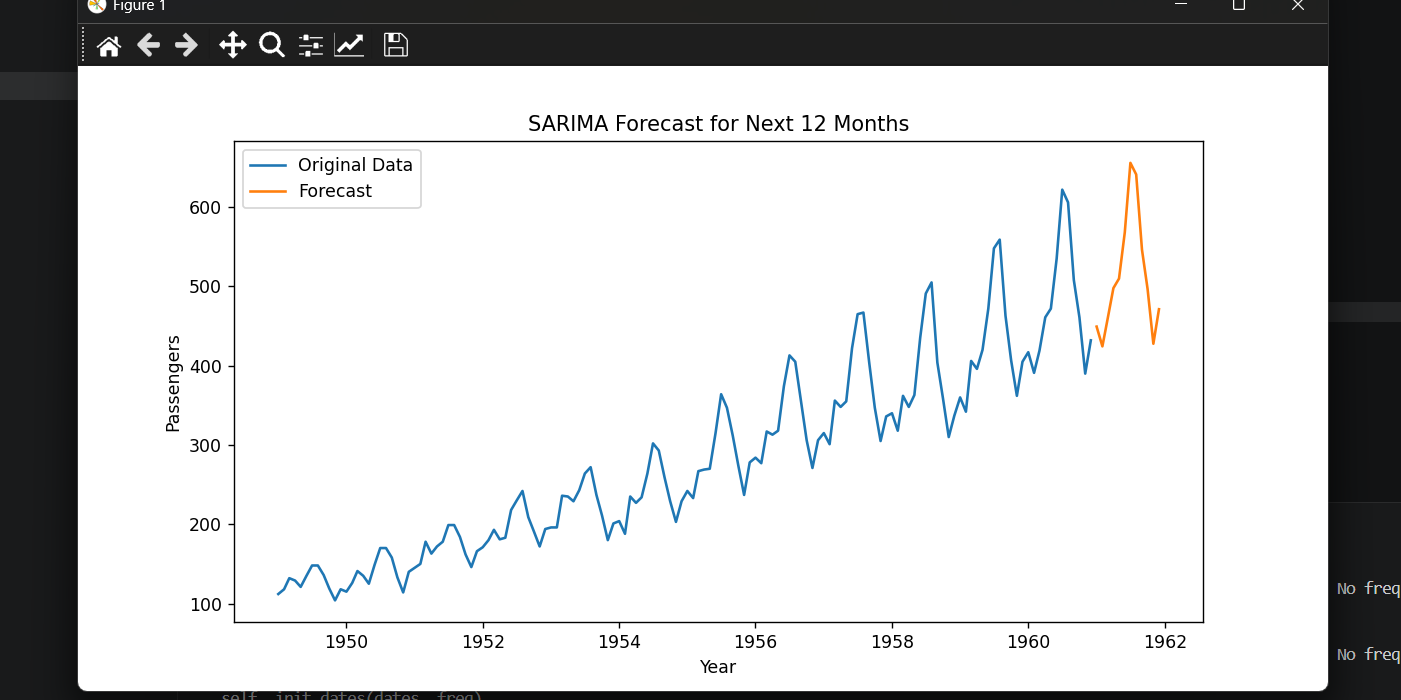 Figure 1
SARIMA Forecast for Next 12 Months
Original Data
Forecast
600
500
400
300
200
100
Passengers
1950 1952 1954 1956 1958 1960 1962
Year
No freq
No freq
self._init_dates(dates, freq)